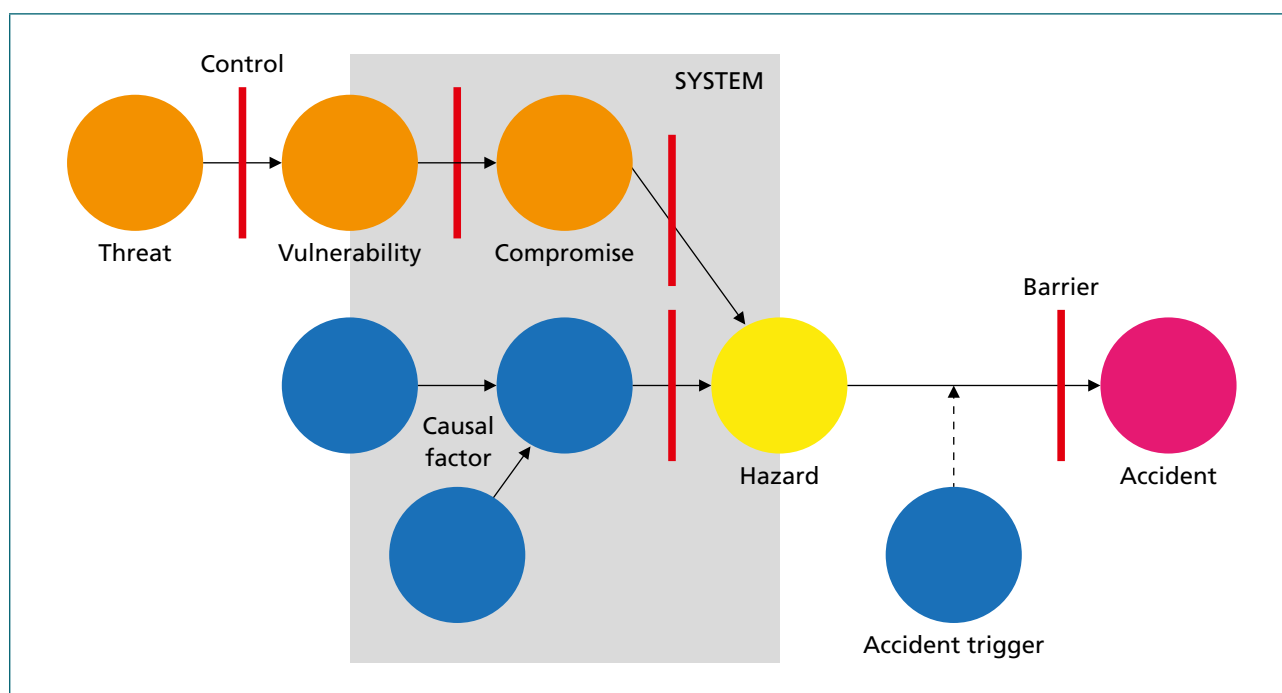 Control
SYSTEM
Threat
Vulnerability
Compromise
Barrier
Causal
factor
Hazard
Accident
Accident trigger